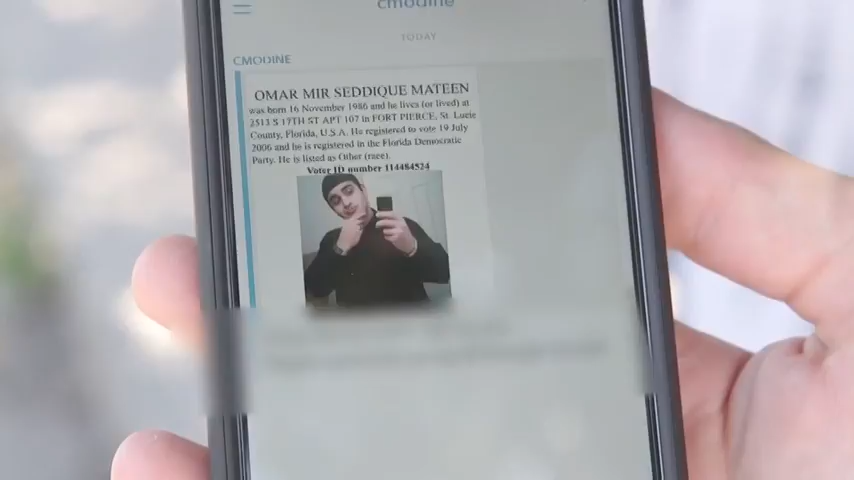 cmodine
TODAY
CMODINE
OMAR MIR SEDDIQUE MATEEN
was born 16 November 1986 and he lives (or lived) at
2513 S 17TH ST APT 107 in FORT PIERCE, St. Lucie
County, Florida, U.S.A. He registered to vote 19 July
2006 and he is registered in the Florida Democratic
Party. He is listed as Other (race).
Voter ID number 114484524